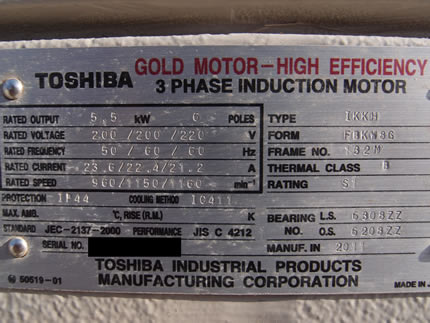 TOSHIBA GOLD MOTOR-HIGH EFFICIENCY
3 PHASE INDUCTION MOTOR
RATED OUTPUT 5.5 kW 6 POLES TYPE IKKH
RATED VOLTAGE 200/200/220 V FORM
RATED FREQUENCY 50/60/60 Hz FRAME NO. 132M
RATED CURRENT 23.6/22.4/21.2 A THERMAL CLASS B
RATED SPEED 960/1150/1160 min⁻¹ RATING S1
PROTECTION IP44 COOLING METHOD IC411
MAX. AMB. °C, RISE (R.M.) K BEARING L.S. 6308ZZ
STANDARD JEC-2137-2000 PERFORMANCE JIS C 4212 NO. O.S. 6208ZZ
SERIAL NO. MANUF. IN 2011
TOSHIBA INDUSTRIAL PRODUCTS
MANUFACTURING CORPORATION
50519-01 MADE IN